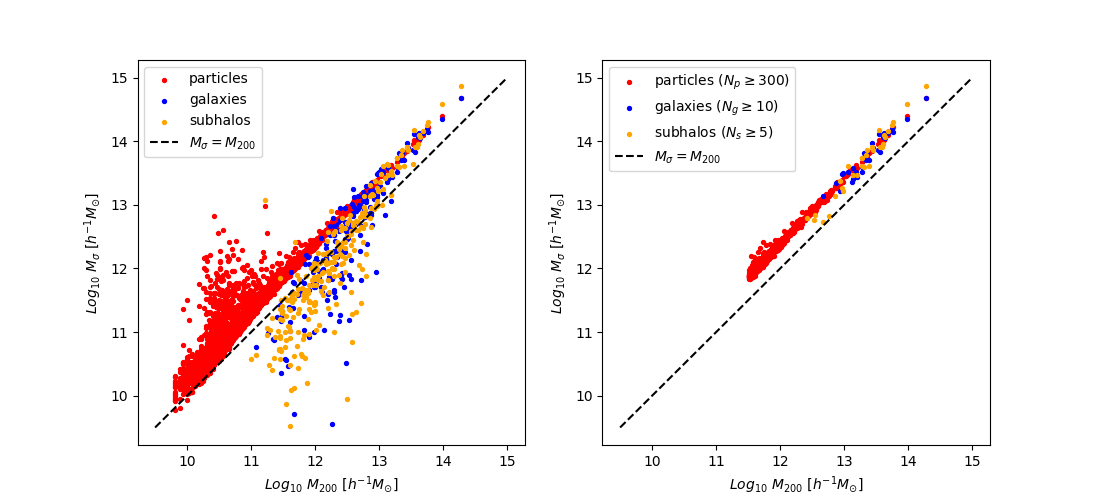 particles
galaxies
subhalos
$M_\sigma = M_{200}$
15
14
13
12
11
10
$Log_{10}\ M_\sigma\ [h^{-1}M_\odot]$
10 11 12 13 14 15
$Log_{10}\ M_{200}\ [h^{-1}M_\odot]$
particles ($N_p \geq 300$)
galaxies ($N_g \geq 10$)
subhalos ($N_s \geq 5$)
$M_\sigma = M_{200}$
15
14
13
12
11
10
$Log_{10}\ M_\sigma\ [h^{-1}M_\odot]$
10 11 12 13 14 15
$Log_{10}\ M_{200}\ [h^{-1}M_\odot]$